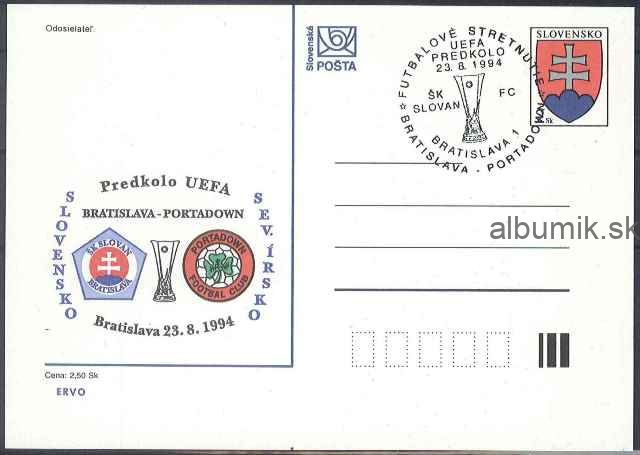 Odosielateľ
Slovenská
POŠTA
FUTBALOVÉ STRETNUTIE
UEFA
PREDKOLO
23. 8. 1994
ŠK
SLOVAN
FC
BRATISLAVA 1
BRATISLAVA - PORTADOWN
SLOVENSKO
Sk
Predkolo UEFA
BRATISLAVA - PORTADOWN
SLOVENSKO
SEV. ÍRSKO
ŠK SLOVAN
BRATISLAVA
PORTADOWN
FOOTBAL CLUB
Bratislava 23. 8. 1994
albumik.sk
Cena: 2,50 Sk
ERVO